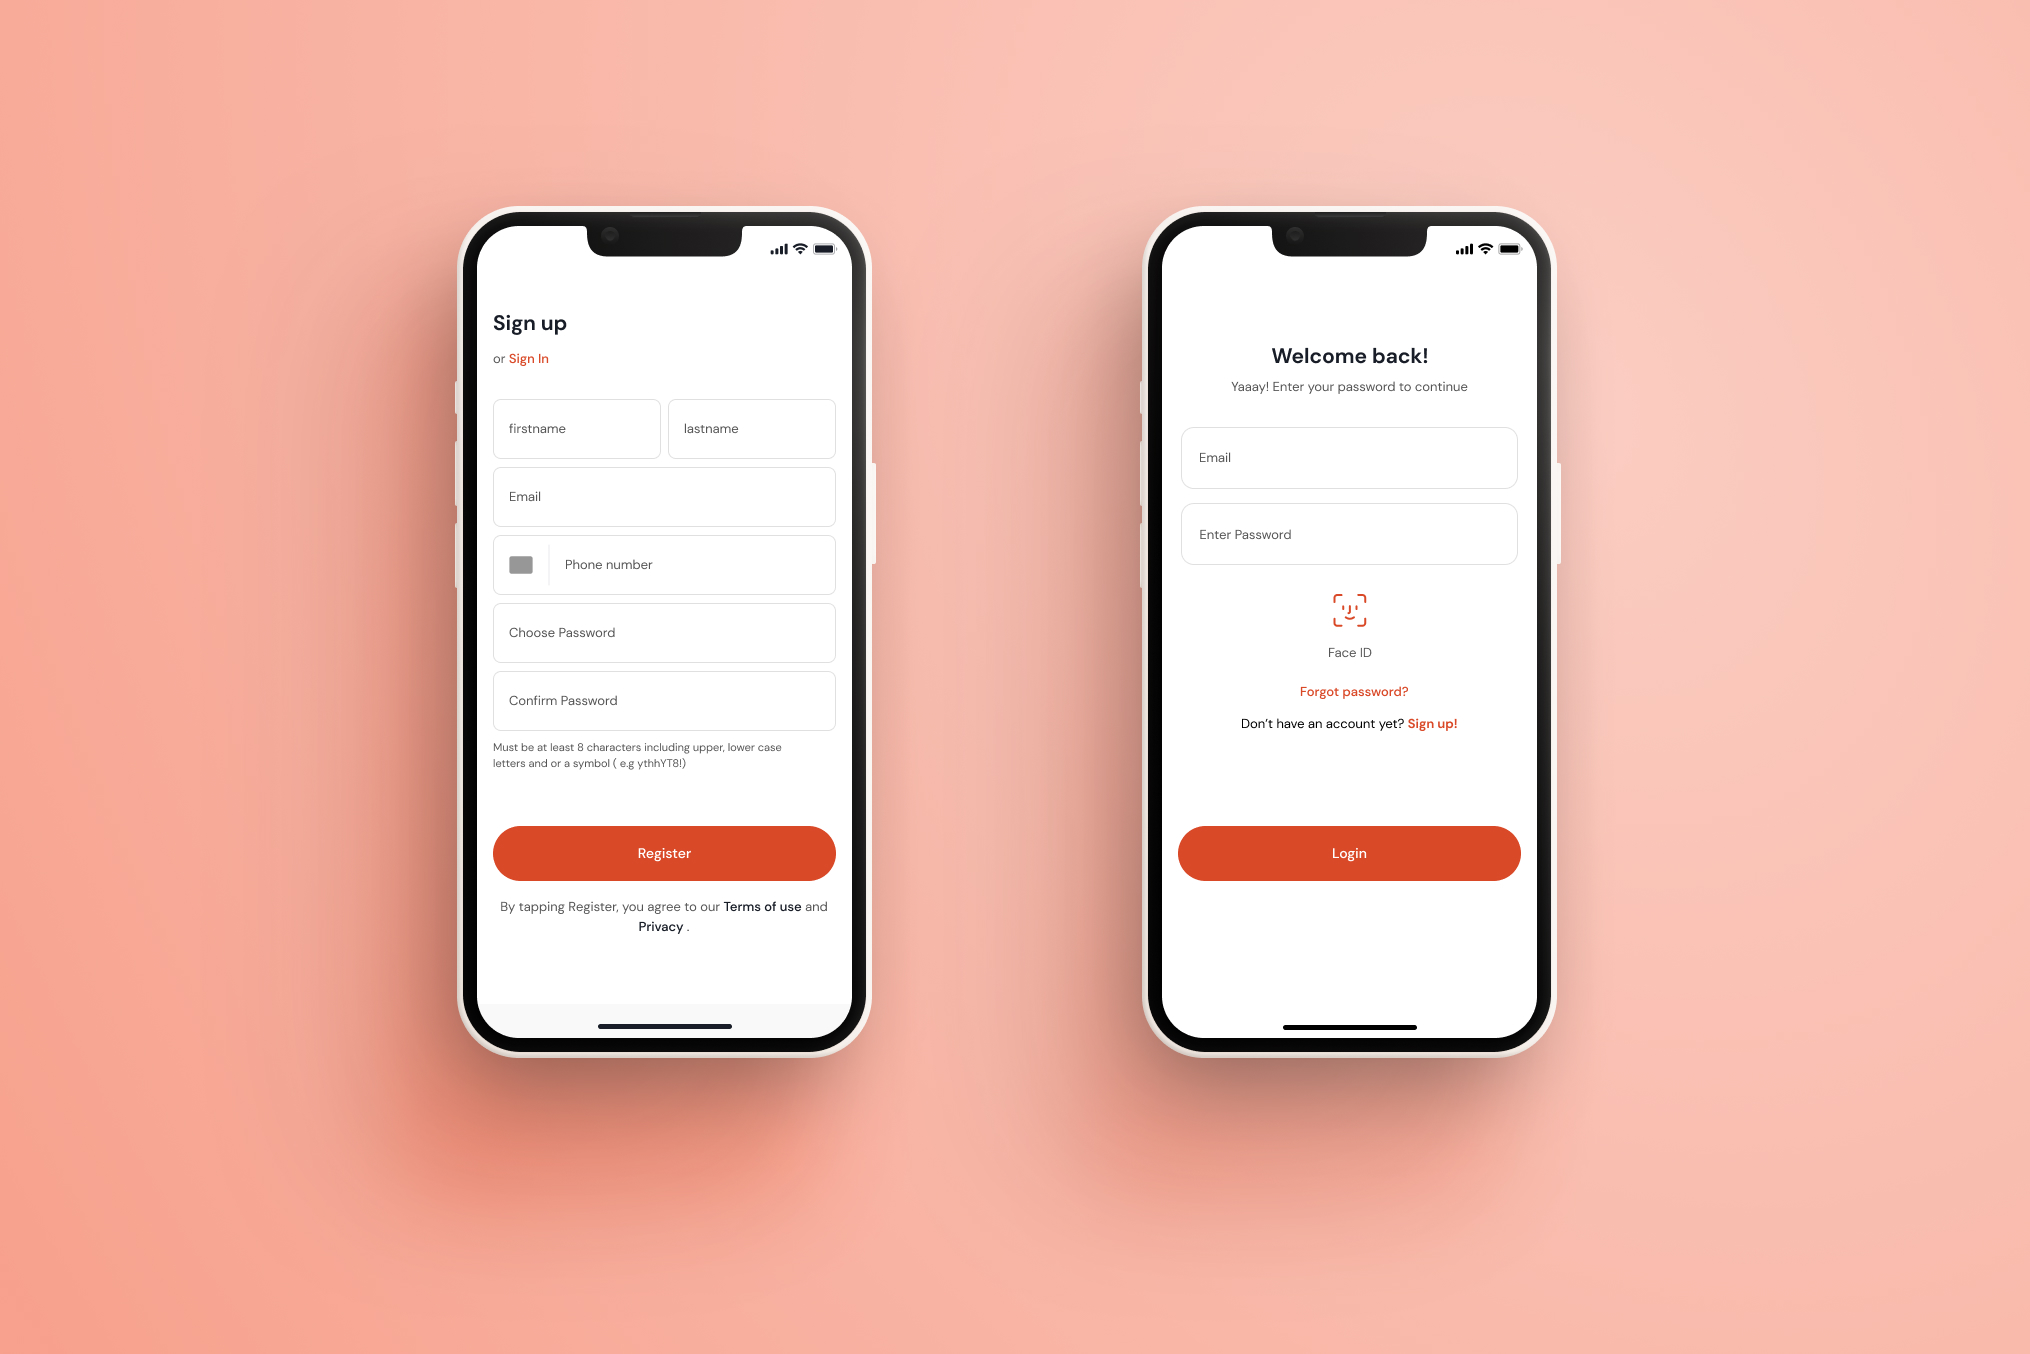 Sign up
or Sign In
firstname
lastname
Email
Phone number
Choose Password
Confirm Password
Must be at least 8 characters including upper, lower case
letters and or a symbol ( e.g ythhYT8!)
Register
By tapping Register, you agree to our Terms of use and
Privacy .
Welcome back!
Yaaay! Enter your password to continue
Email
Enter Password
Face ID
Forgot password?
Don’t have an account yet? Sign up!
Login